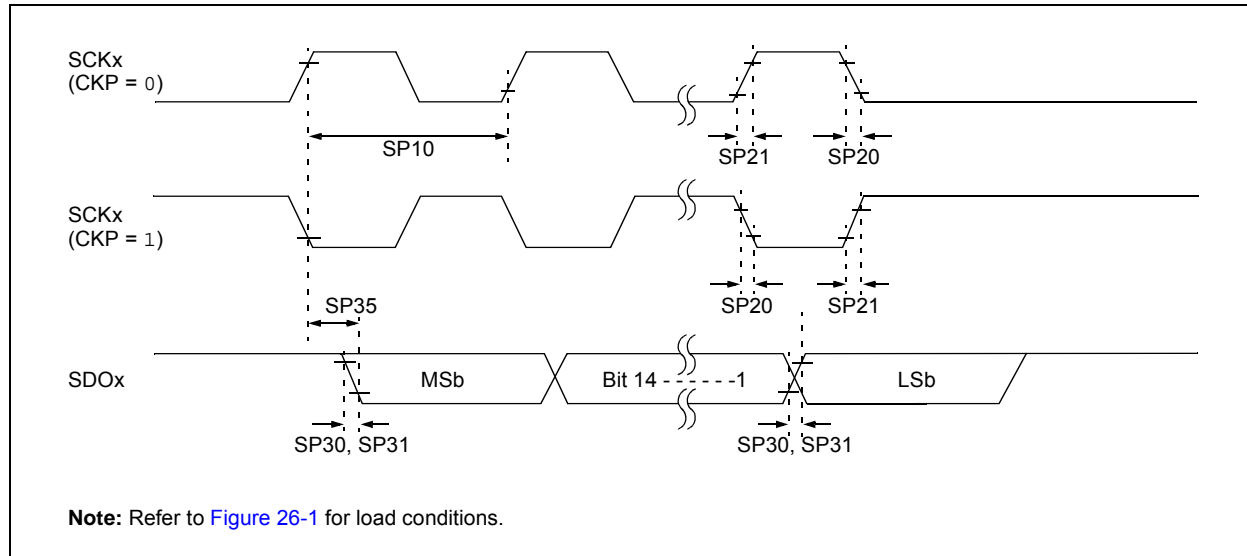 SCKx
(CKP = 0)
SP10
SP21
SP20
SCKx
(CKP = 1)
SP35
SP20
SP21
SDOx
MSb
Bit 14 - - - - - -1
LSb
SP30, SP31
SP30, SP31
Note: Refer to Figure 26-1 for load conditions.